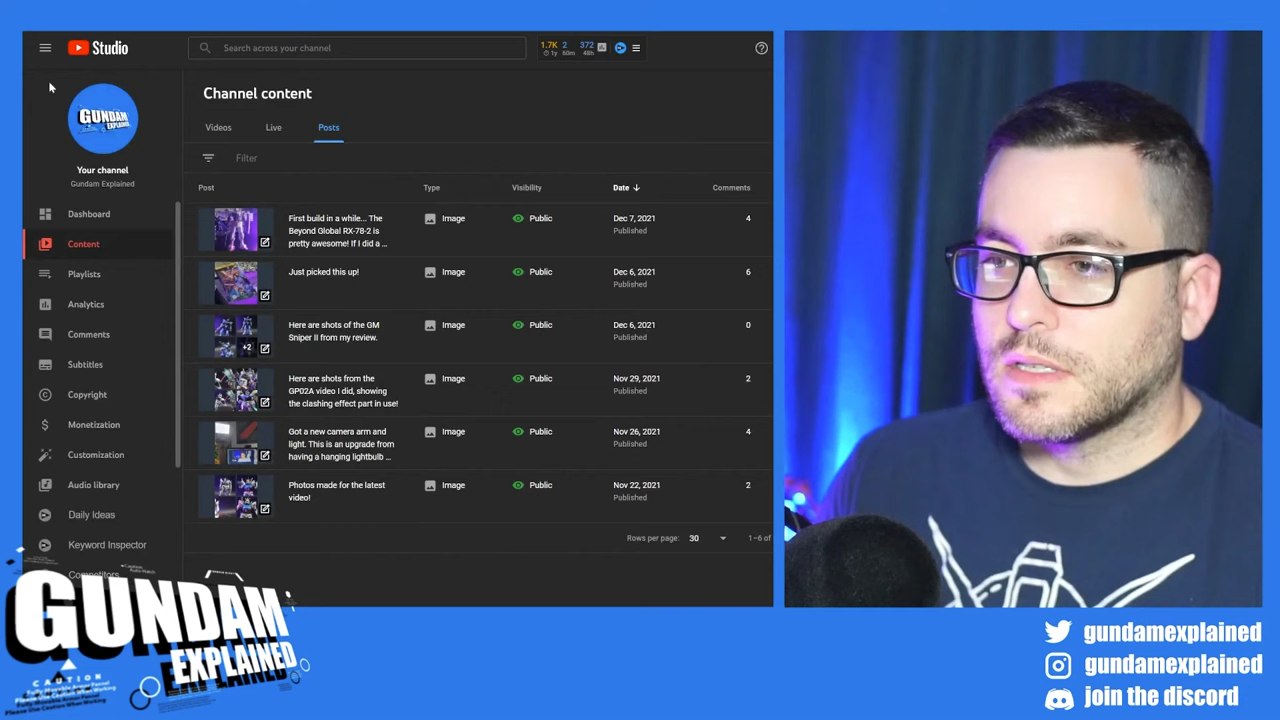 Studio
Search across your channel
1.7K 2 372
1y 60m 48h
GUNDAM
EXPLAINED
Your channel
Gundam Explained
Dashboard
Content
Playlists
Analytics
Comments
Subtitles
Copyright
Monetization
Customization
Audio library
Daily Ideas
Keyword Inspector
Competitors
Channel content
Videos Live Posts
Filter
Post Type Visibility Date Comments
First build in a while... The
Beyond Global RX-78-2 is
pretty awesome! If I did a ...
Image Public Dec 7, 2021 4
Published
Just picked this up!
Image Public Dec 6, 2021 6
Published
Here are shots of the GM
Sniper II from my review.
+2
Image Public Dec 6, 2021 0
Published
Here are shots from the
GP02A video I did, showing
the clashing effect part in use!
Image Public Nov 29, 2021 2
Published
Got a new camera arm and
light. This is an upgrade from
having a hanging lightbulb ...
Image Public Nov 26, 2021 4
Published
Photos made for the latest
video!
Image Public Nov 22, 2021 2
Published
Rows per page: 30 1–6 of
GUNDAM
EXPLAINED
CAUTION
gundamexplained
gundamexplained
join the discord